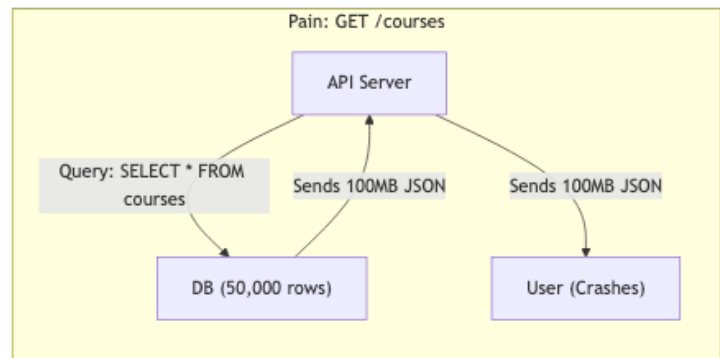 Pain: GET /courses
API Server
Query: SELECT * FROM
courses
Sends 100MB JSON
Sends 100MB JSON
DB (50,000 rows)
User (Crashes)